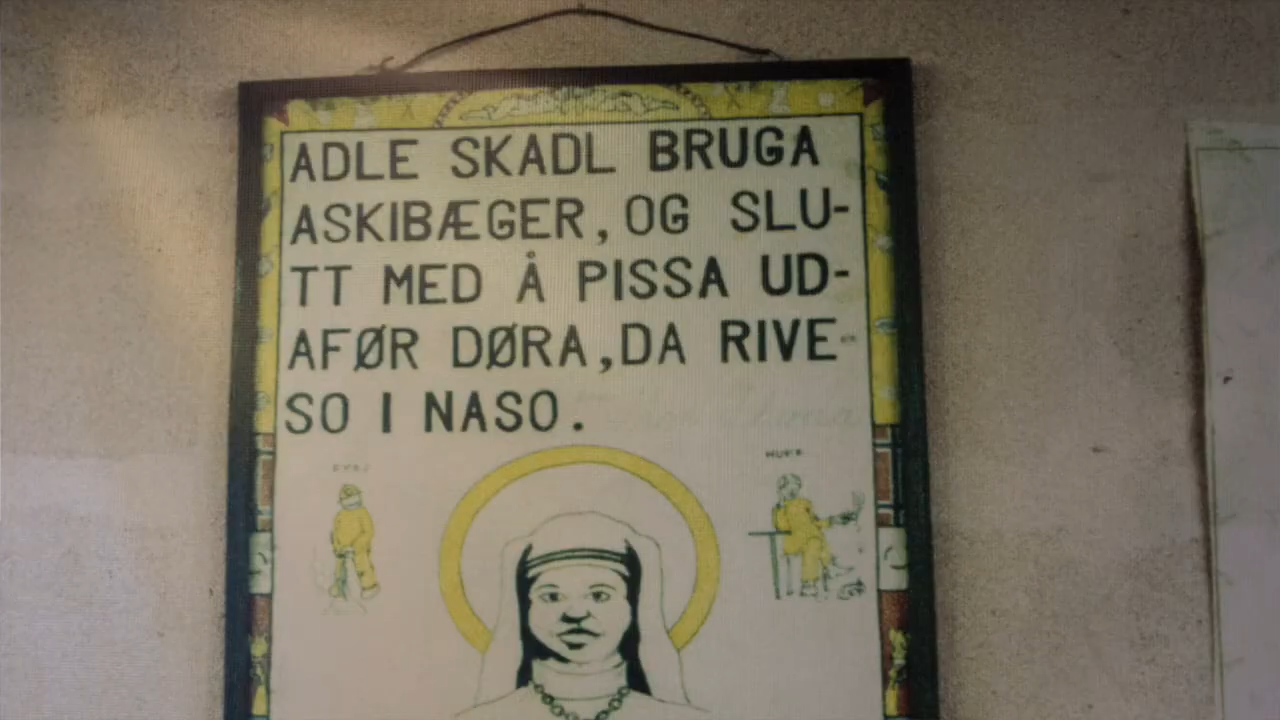 ADLE SKADL BRUGA
ASKIBÆGER, OG SLU-
TT MED Å PISSA UD-
AFØR DØRA, DA RIVE-
SO I NASO.